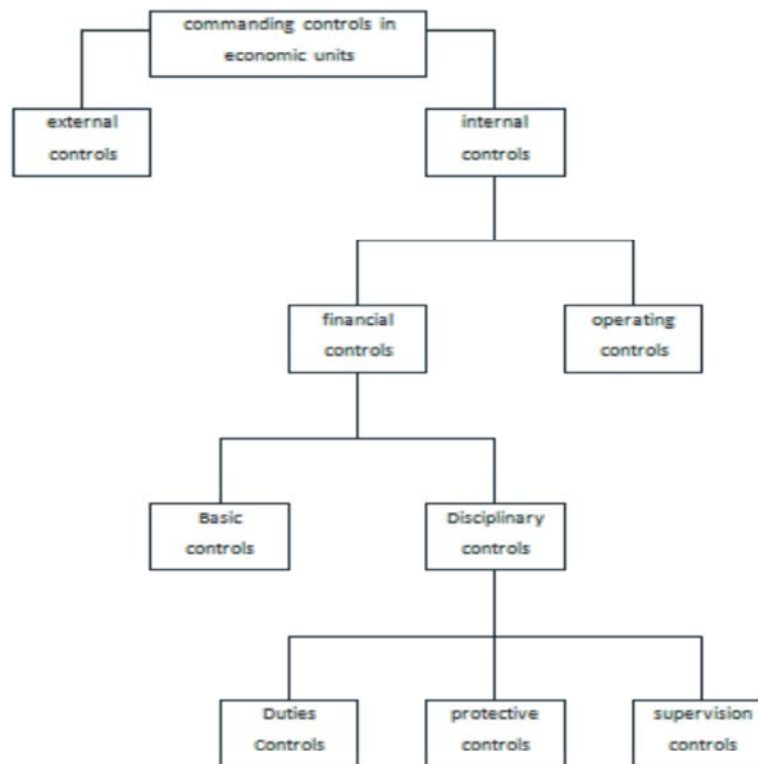 commanding controls in
economic units
external
controls
internal
controls
financial
controls
operating
controls
Basic
controls
Disciplinary
controls
Duties
Controls
protective
controls
supervision
controls